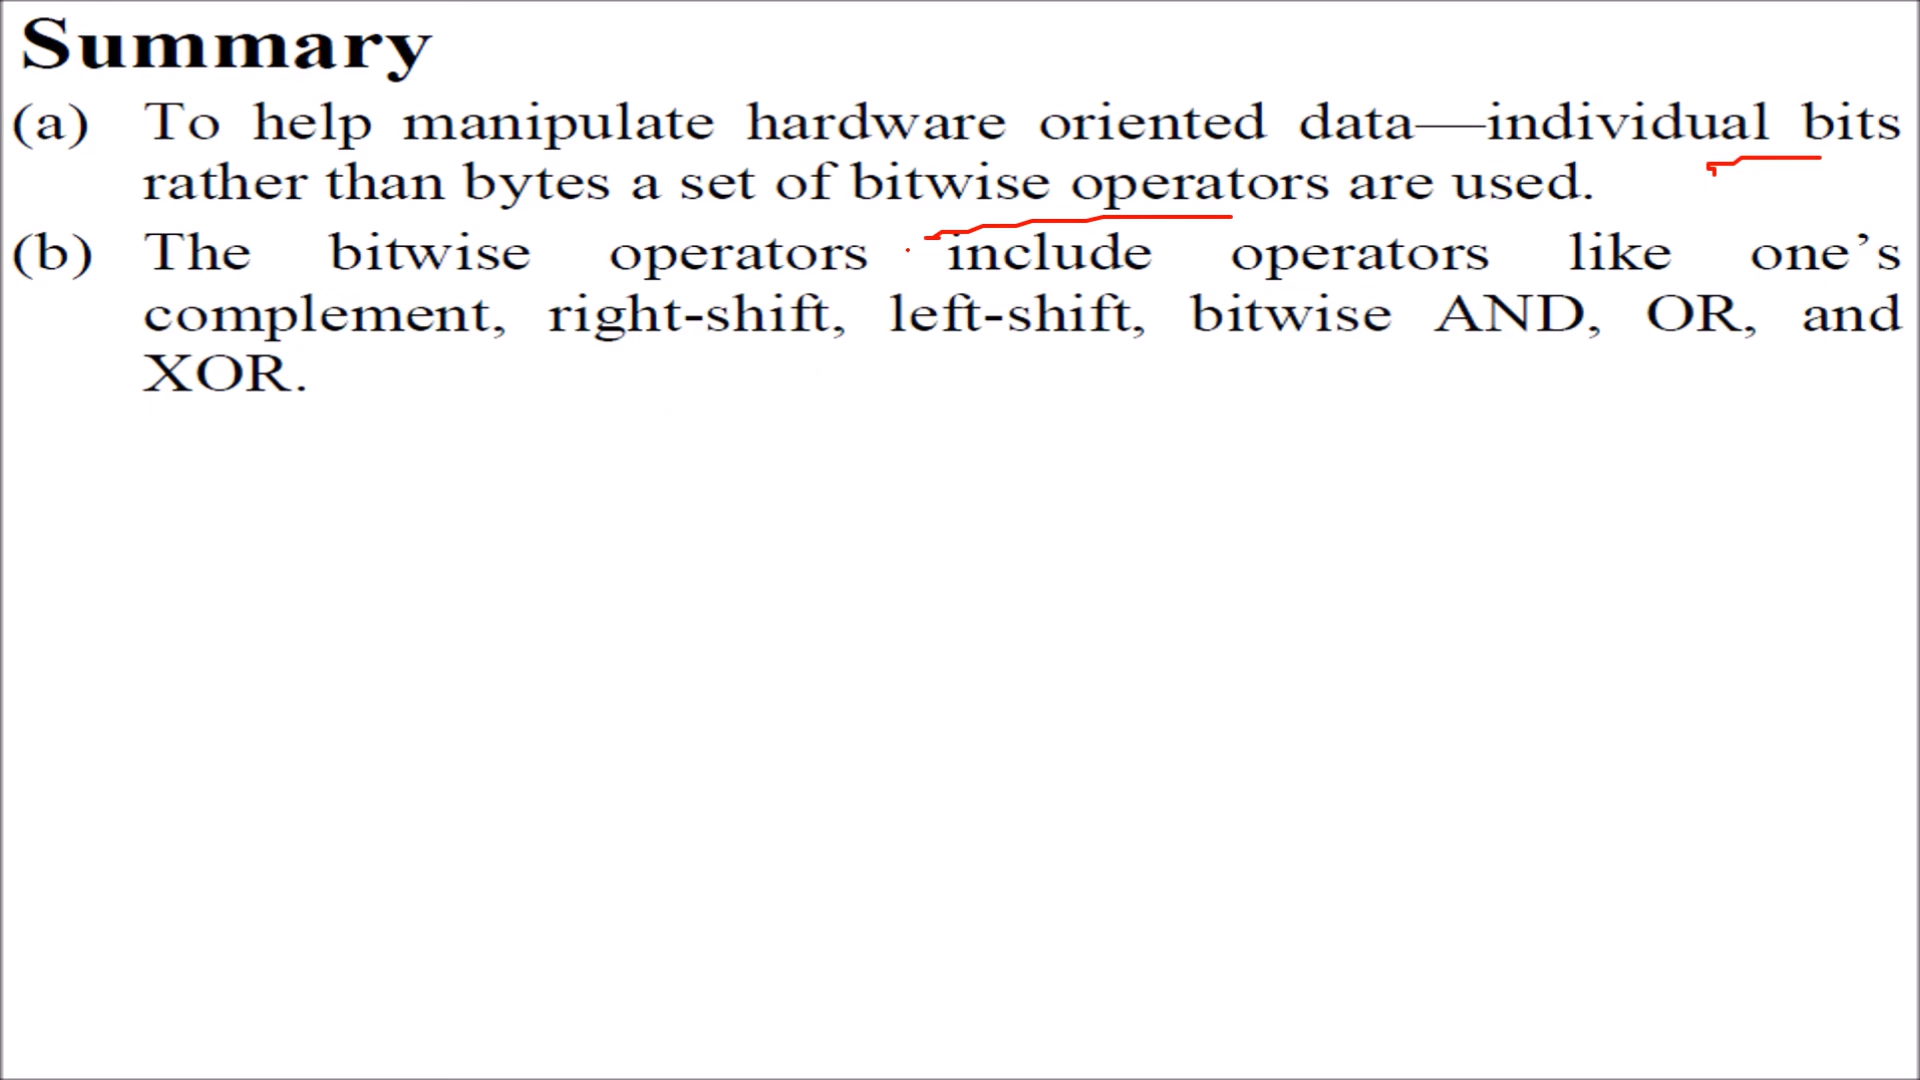 Summary
(a) To help manipulate hardware oriented data—individual bits
rather than bytes a set of bitwise operators are used.
(b) The bitwise operators include operators like one’s
complement, right-shift, left-shift, bitwise AND, OR, and
XOR.